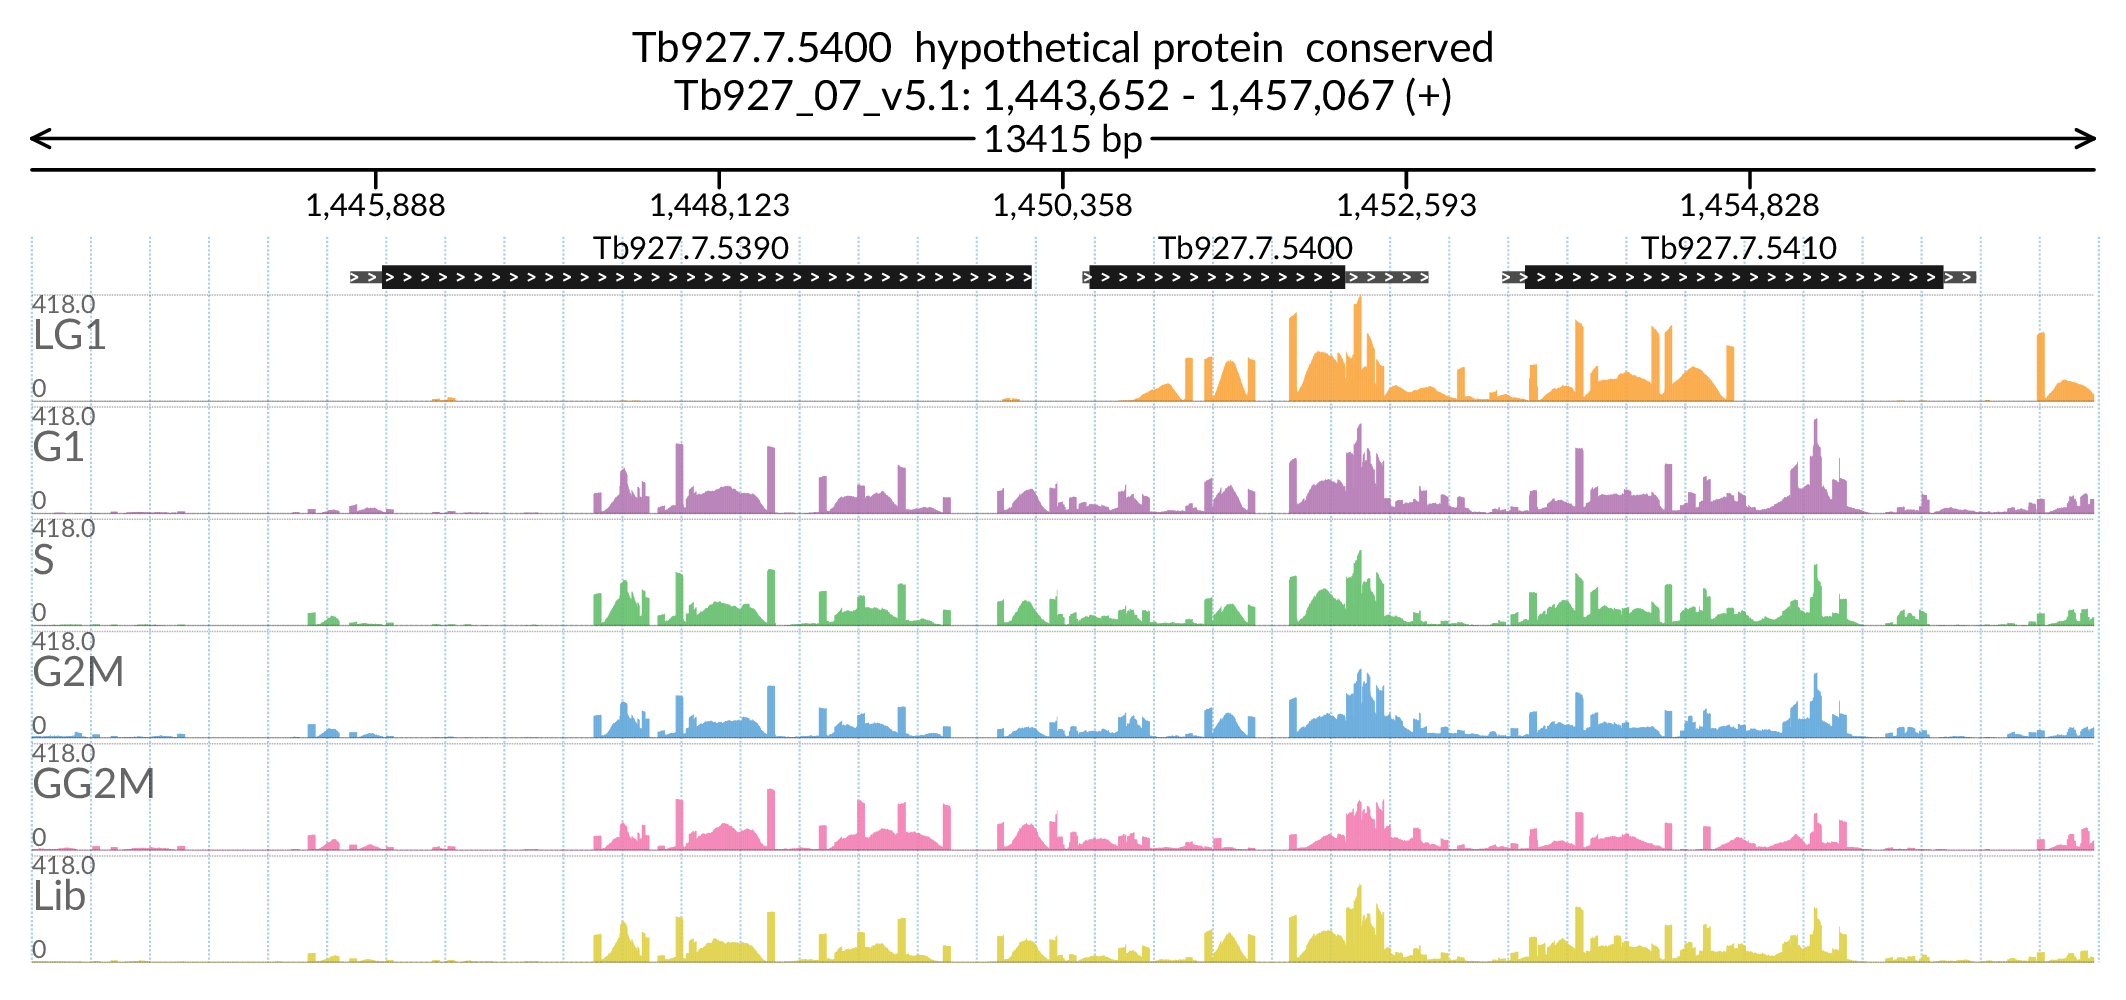 Tb927.7.5400  hypothetical protein  conserved
Tb927_07_v5.1: 1,443,652 - 1,457,067 (+)
13415 bp
1,445,888 1,448,123 1,450,358 1,452,593 1,454,828
Tb927.7.5390 Tb927.7.5400 Tb927.7.5410
418.0
LG1
0
418.0
G1
0
418.0
S
0
418.0
G2M
0
418.0
GG2M
0
418.0
Lib
0